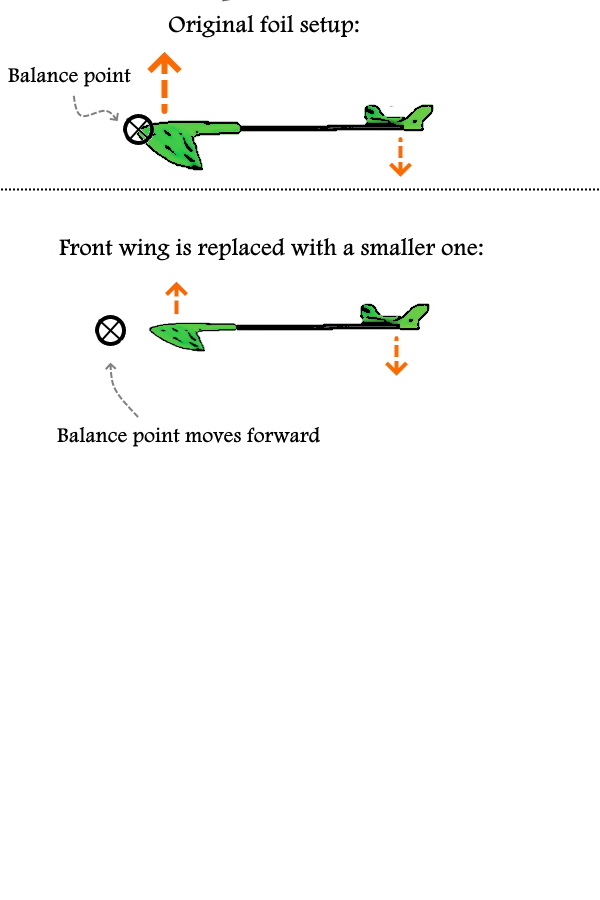 Original foil setup:
Balance point
Front wing is replaced with a smaller one:
Balance point moves forward